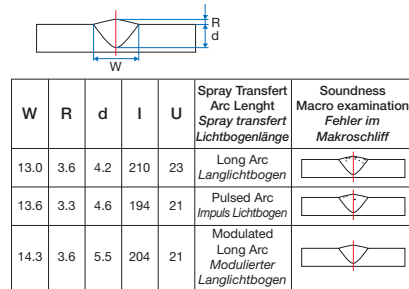 R
d
W
W R d I U Spray Transfert Arc Lenght Spray transfert Lichtbogenlänge Soundness Macro examination Fehler im Makroschliff
13.0 3.6 4.2 210 23 Long Arc Langlichtbogen
13.6 3.3 4.6 194 21 Pulsed Arc Impuls Lichtbogen
14.3 3.6 5.5 204 21 Modulated Long Arc Modulierter Langlichtbogen